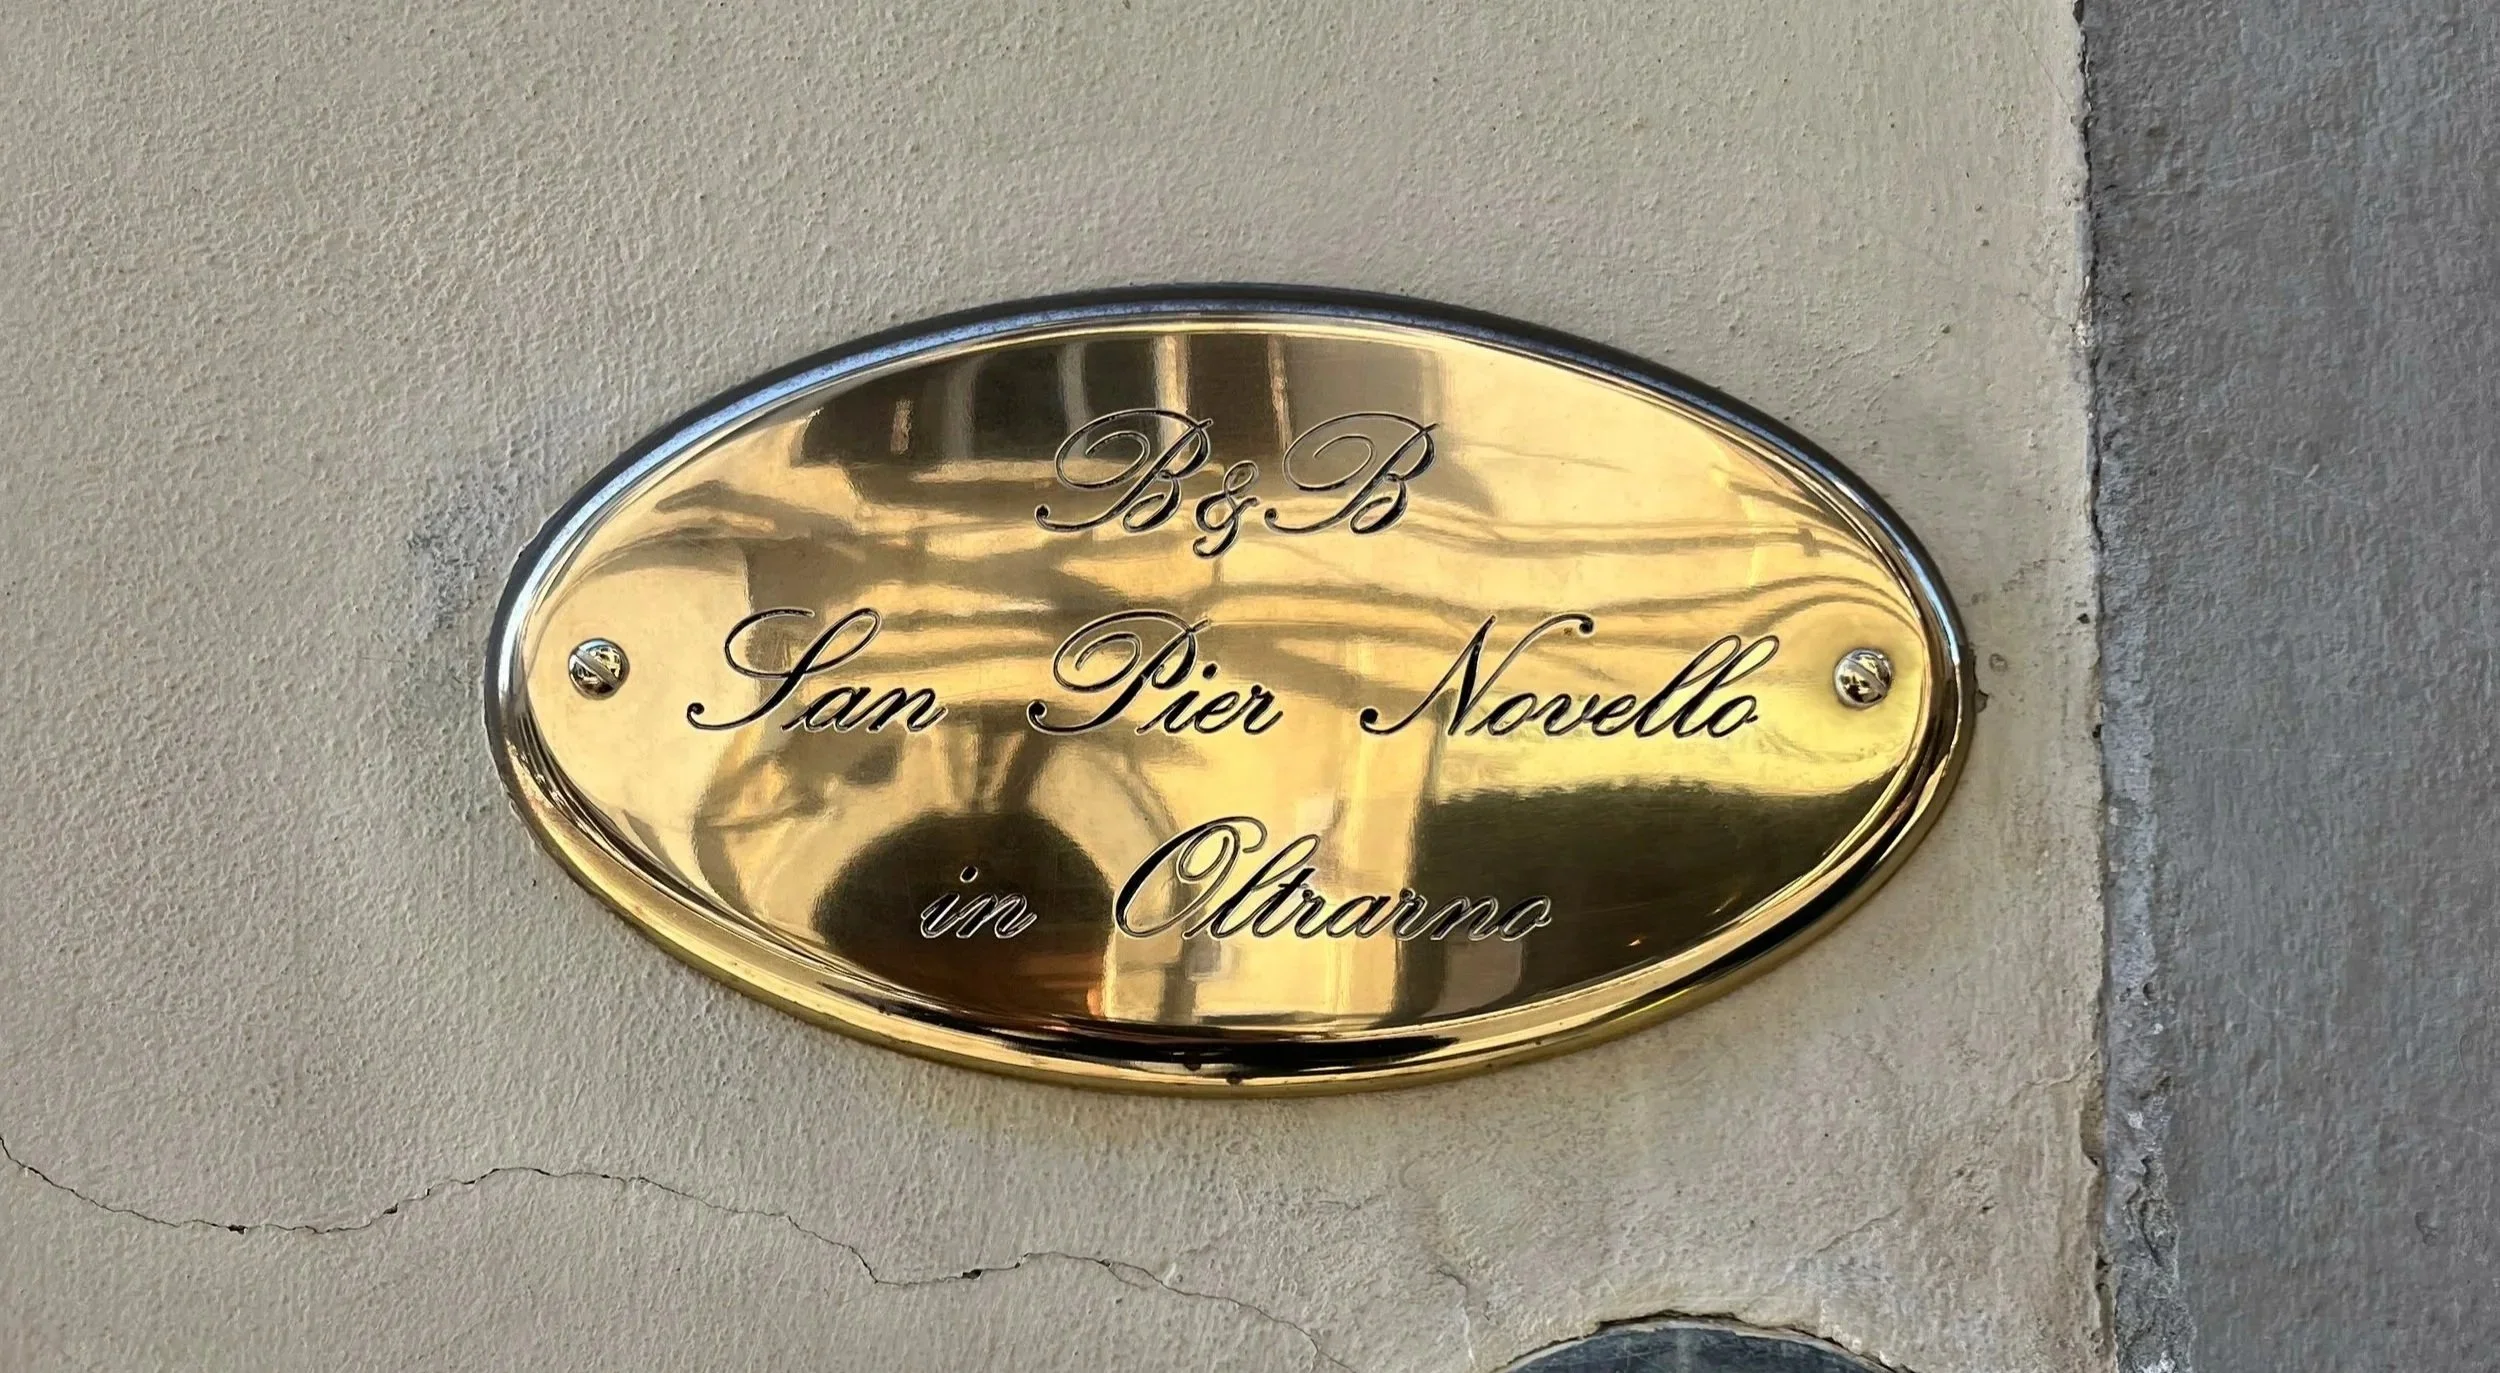 B&B
San Pier Novello
in Oltrarno